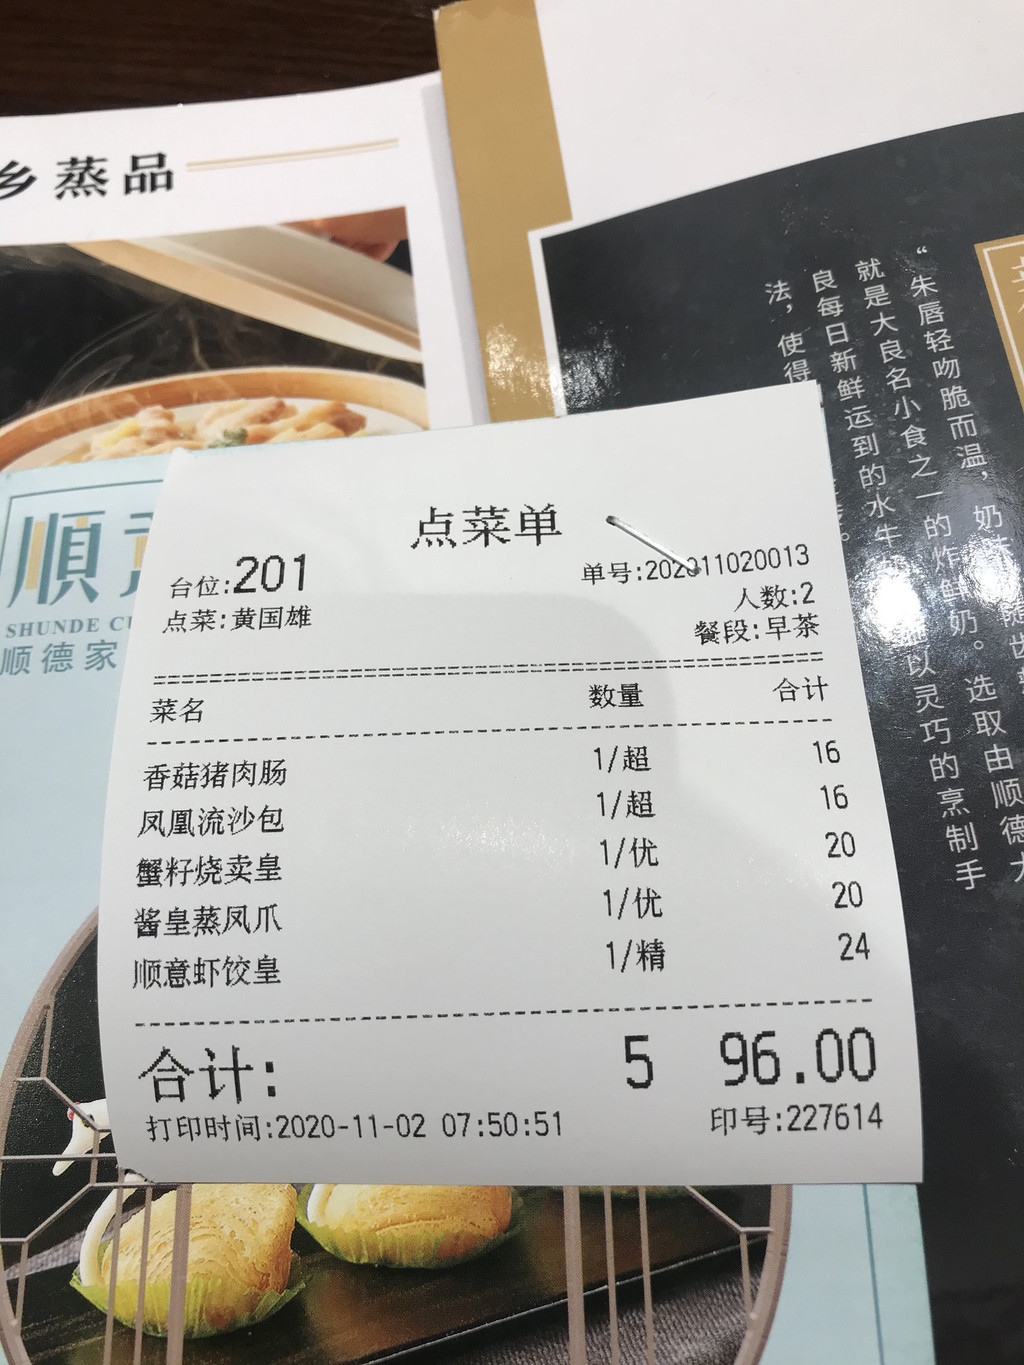 乡蒸品
順
SHUNDE
顺德家
“朱唇轻吻脆而温，奶味
就是大良名小食之一的炸鲜奶。选取由顺德大
良每日新鲜运到的水牛
以灵巧的烹制手
法，使得
点菜单
台位:201
单号:202011020013
人数:2
点菜:黄国雄
餐段:早茶
菜名 数量 合计
香菇猪肉肠 1/超 16
凤凰流沙包 1/超 16
蟹籽烧卖皇 1/优 20
酱皇蒸凤爪 1/优 20
顺意虾饺皇 1/精 24
合计: 5 96.00
打印时间:2020-11-02 07:50:51 印号:227614